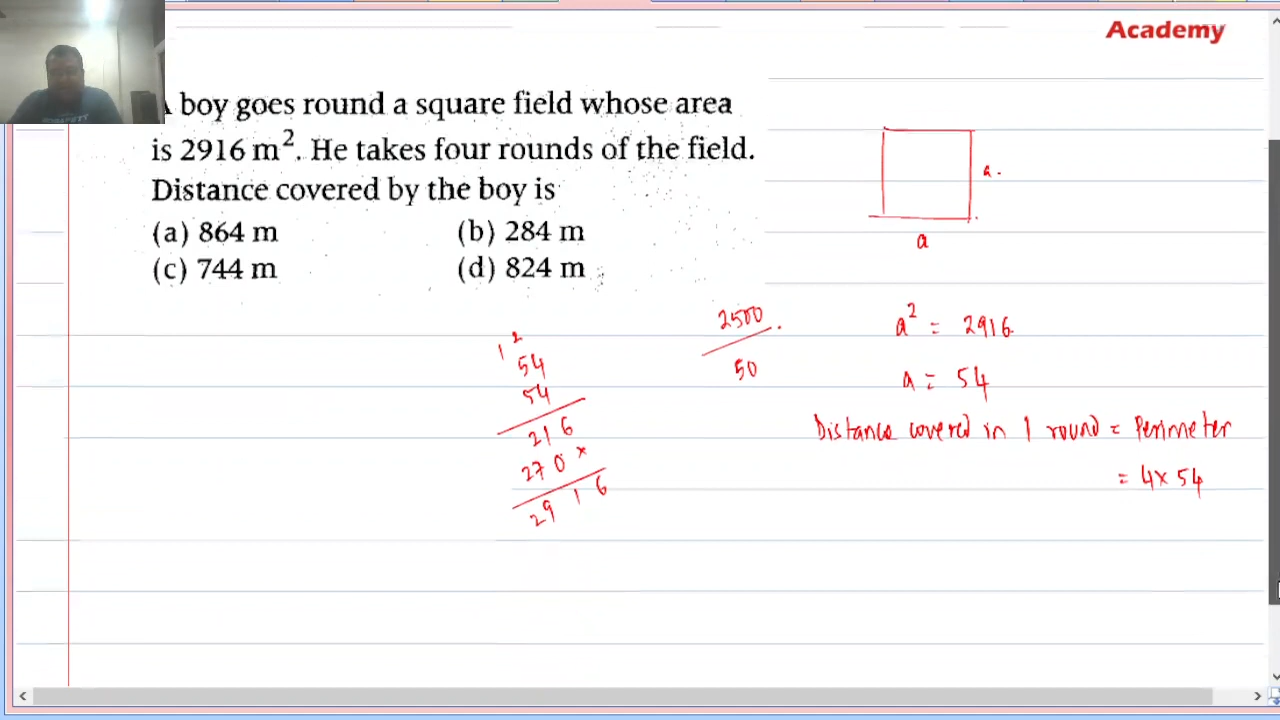 Academy
boy goes round a square field whose area
is 2916 m². He takes four rounds of the field.
Distance covered by the boy is
(a) 864 m (b) 284 m
(c) 744 m (d) 824 m
a.
a
1 2
54
54
216
270×
2916
2500
50
a² = 2916
a = 54
Distance covered in 1 round = Perimeter
= 4×54